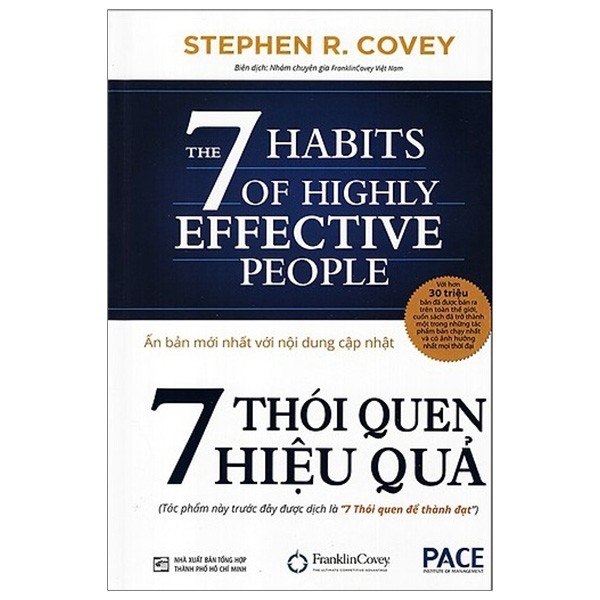 STEPHEN R. COVEY
Biên dịch: Nhóm chuyên gia FranklinCovey Việt Nam
THE 7 HABITS
OF HIGHLY
EFFECTIVE
PEOPLE
Với hơn
30 triệu
bản đã được bán ra
trên toàn thế giới,
cuốn sách đã trở thành
một trong những tác
phẩm bán chạy nhất
và có ảnh hưởng
nhất mọi thời đại
Ấn bản mới nhất với nội dung cập nhật
7 THÓI QUEN
HIỆU QUẢ
(Tác phẩm này trước đây được dịch là "7 Thói quen để thành đạt")
NHÀ XUẤT BẢN TỔNG HỢP
THÀNH PHỐ HỒ CHÍ MINH
FranklinCovey
THE ULTIMATE COMPETITIVE ADVANTAGE
PACE
INSTITUTE OF MANAGEMENT